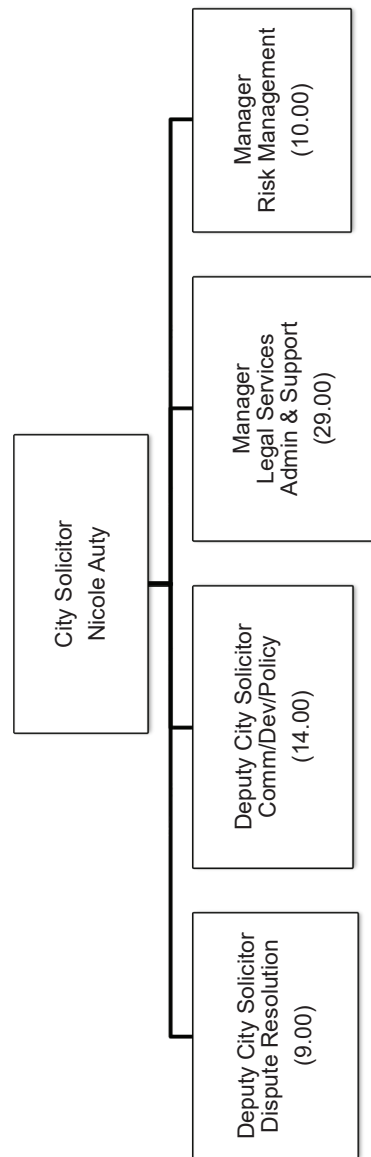 City Solicitor
Nicole Auty
Deputy City Solicitor
Dispute Resolution
(9.00)
Deputy City Solicitor
Comm/Dev/Policy
(14.00)
Manager
Legal Services
Admin & Support
(29.00)
Manager
Risk Management
(10.00)